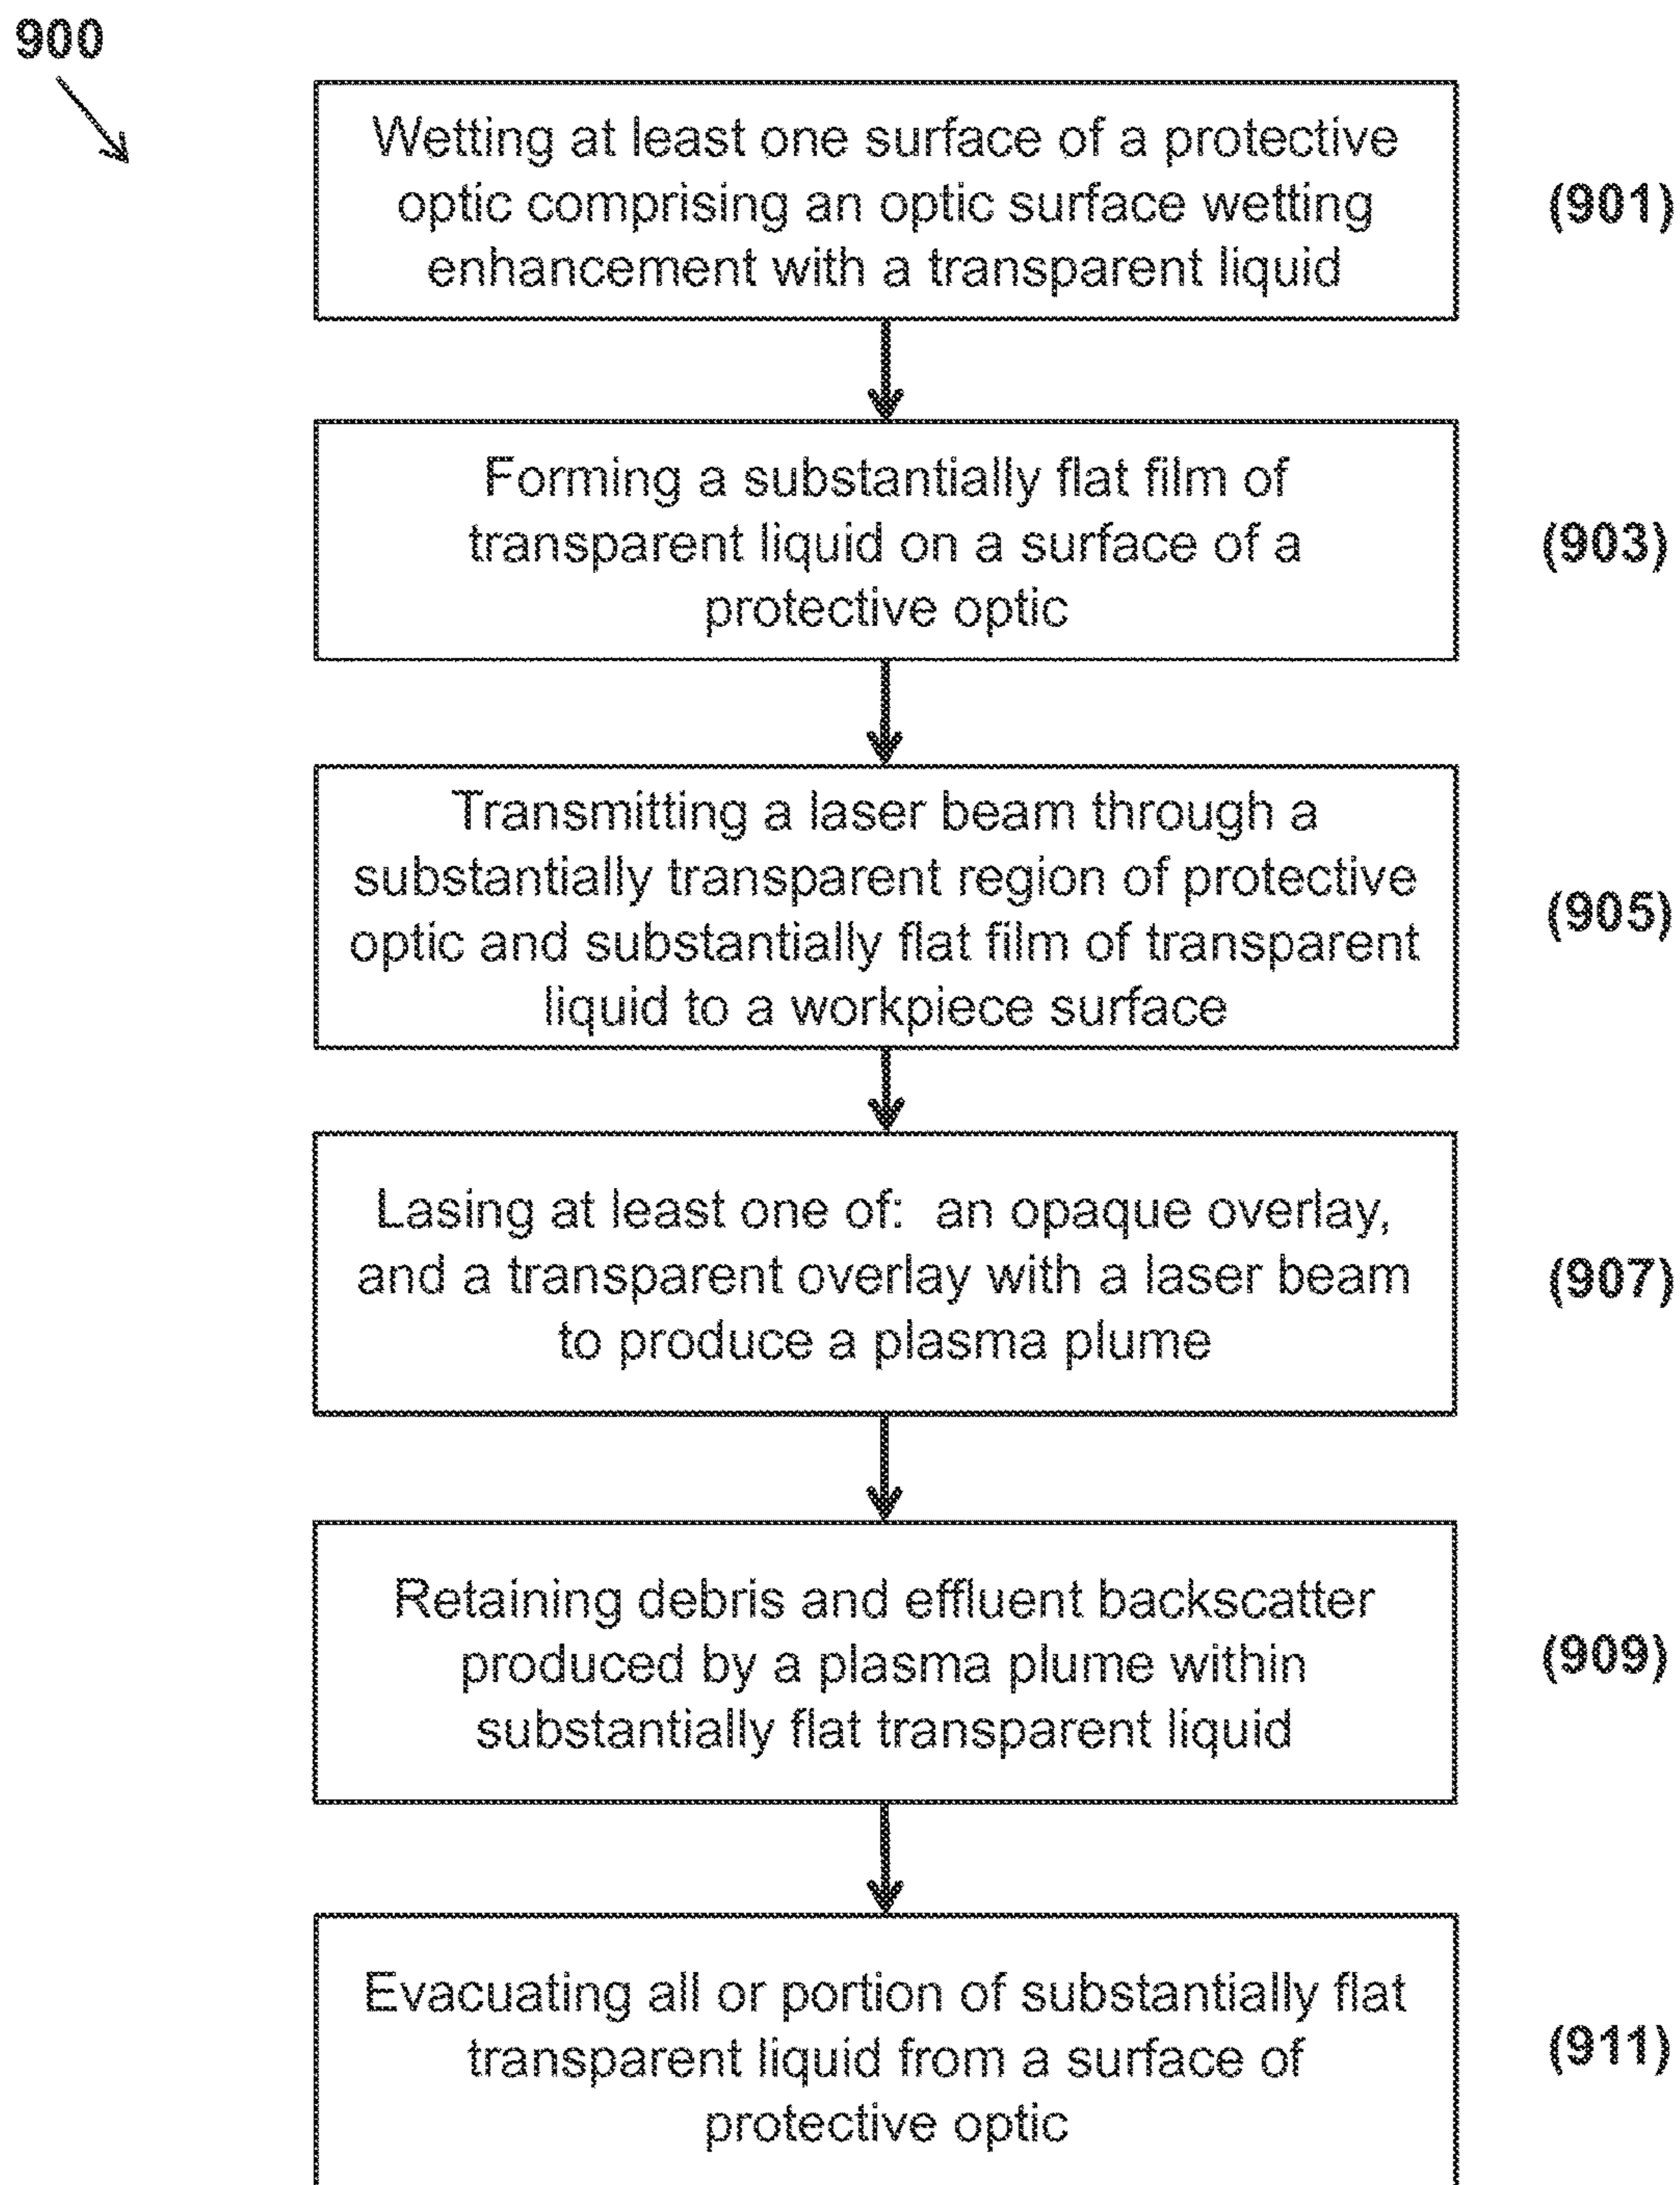 900
Wetting at least one surface of a protective
optic comprising an optic surface wetting
enhancement with a transparent liquid
(901)
Forming a substantially flat film of
transparent liquid on a surface of a
protective optic
(903)
Transmitting a laser beam through a
substantially transparent region of protective
optic and substantially flat film of transparent
liquid to a workpiece surface
(905)
Lasing at least one of:  an opaque overlay,
and a transparent overlay with a laser beam
to produce a plasma plume
(907)
Retaining debris and effluent backscatter
produced by a plasma plume within
substantially flat transparent liquid
(909)
Evacuating all or portion of substantially flat
transparent liquid from a surface of
protective optic
(911)